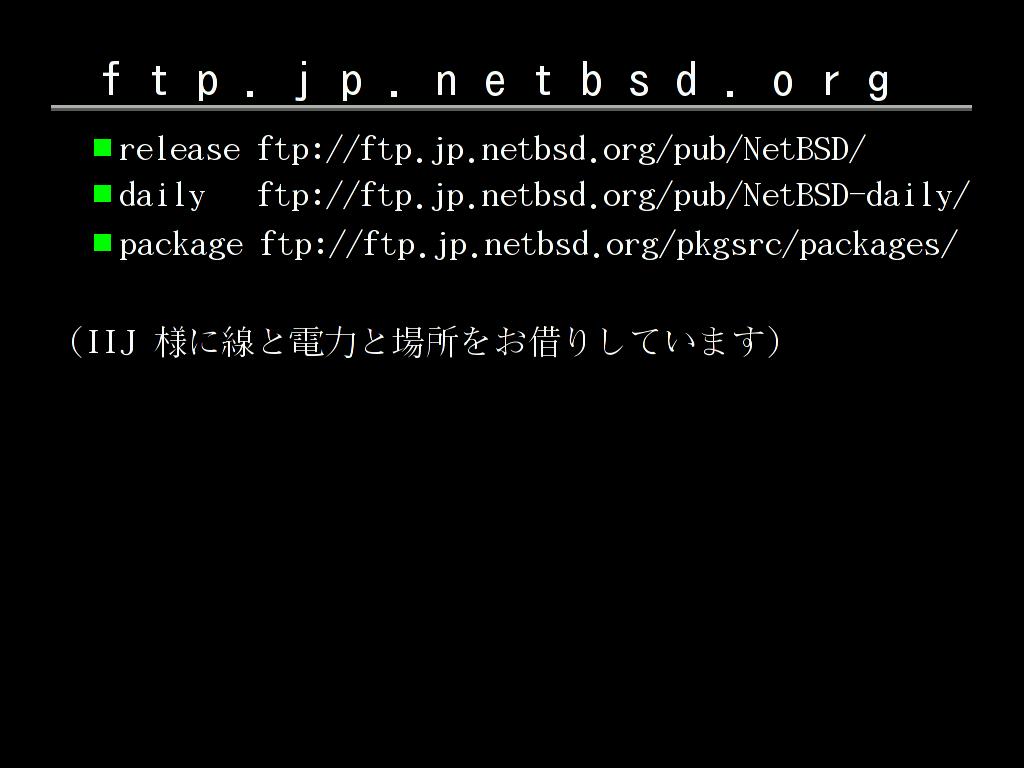 ftp.jp.netbsd.org
release ftp://ftp.jp.netbsd.org/pub/NetBSD/
daily ftp://ftp.jp.netbsd.org/pub/NetBSD-daily/
package ftp://ftp.jp.netbsd.org/pkgsrc/packages/
（IIJ 様に線と電力と場所をお借りしています）